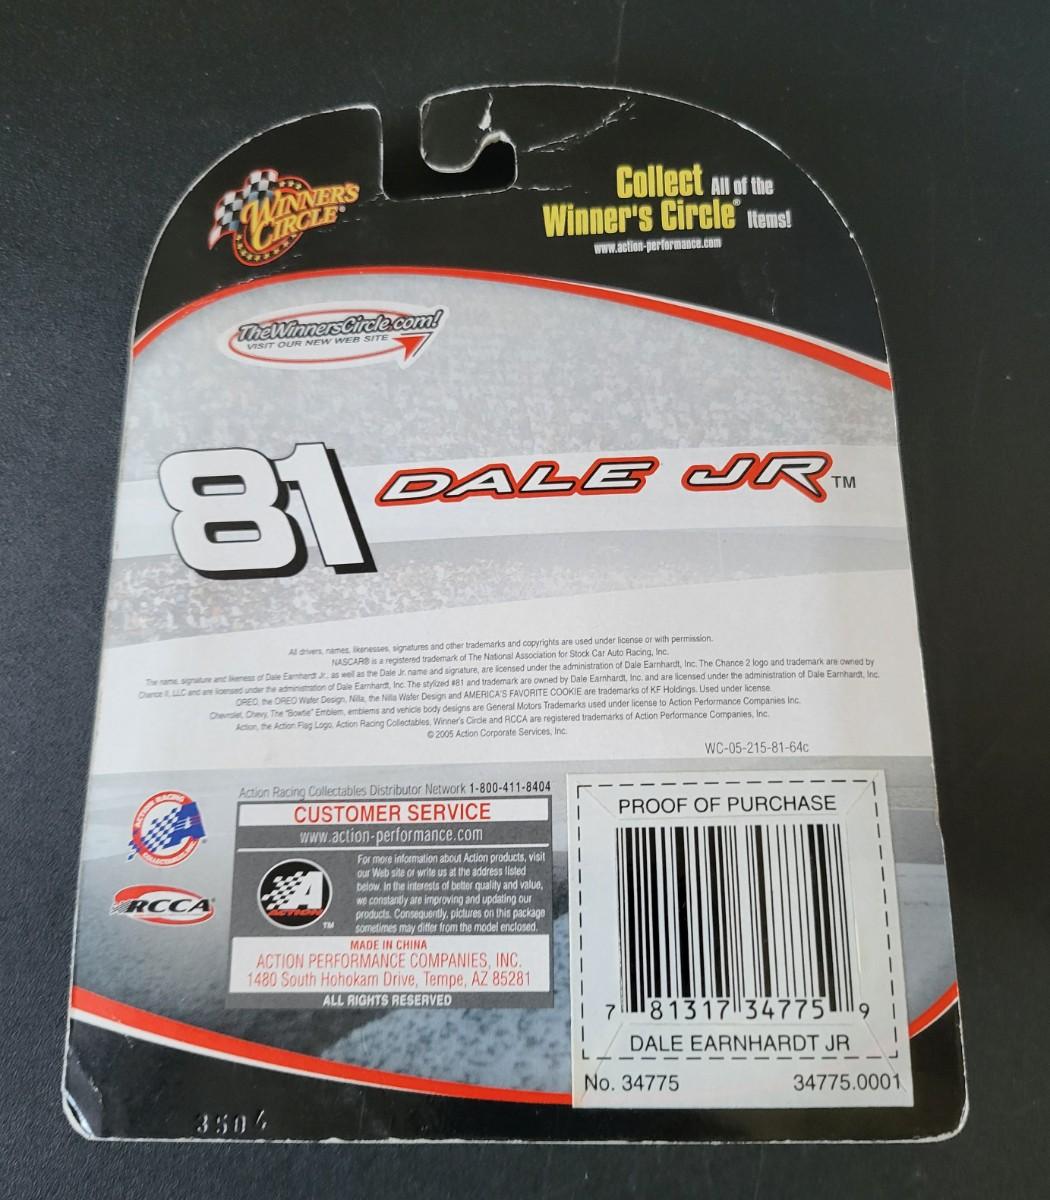 WINNER'S
CIRCLE®
Collect All of the
Winner's Circle® Items!
www.action-performance.com
TheWinnersCircle.com!
VISIT OUR NEW WEB SITE
81 DALE JR TM
All drivers, names, likenesses, signatures and other trademarks and copyrights are used under license or with permission.
NASCAR® is a registered trademark of The National Association for Stock Car Auto Racing, Inc.
The name, signature and likeness of Dale Earnhardt Jr., as well as the Dale Jr. name and signature, are licensed under the administration of Dale Earnhardt, Inc. The Chance 2 logo and trademark are owned by
Chance II, LLC and are licensed under the administration of Dale Earnhardt, Inc. The stylized #81 and trademark are owned by Dale Earnhardt, Inc. and are licensed under the administration of Dale Earnhardt, Inc.
OREO, the OREO Wafer Design, Nilla, the Nilla Wafer Design and AMERICA'S FAVORITE COOKIE are trademarks of KF Holdings. Used under license.
Chevrolet, Chevy, The "Bowtie" Emblem, emblems and vehicle body designs are General Motors Trademarks used under license to Action Performance Companies Inc.
Action, the Action Flag Logo, Action Racing Collectables, Winner's Circle and RCCA are registered trademarks of Action Performance Companies, Inc.
© 2005 Action Corporate Services, Inc.
WC-05-215-81-64c
ACTION RACING
COLLECTABLES, INC.
RCCA
Action Racing Collectables Distributor Network 1-800-411-8404
CUSTOMER SERVICE
www.action-performance.com
A
ACTION
TM
For more information about Action products, visit
our Web site or write us at the address listed
below. In the interests of better quality and value,
we constantly are improving and updating our
products. Consequently, pictures on this package
sometimes may differ from the model enclosed.
MADE IN CHINA
ACTION PERFORMANCE COMPANIES, INC.
1480 South Hohokam Drive, Tempe, AZ 85281
ALL RIGHTS RESERVED
PROOF OF PURCHASE
7 81317 34775 9
DALE EARNHARDT JR
No. 34775 34775.0001
3504